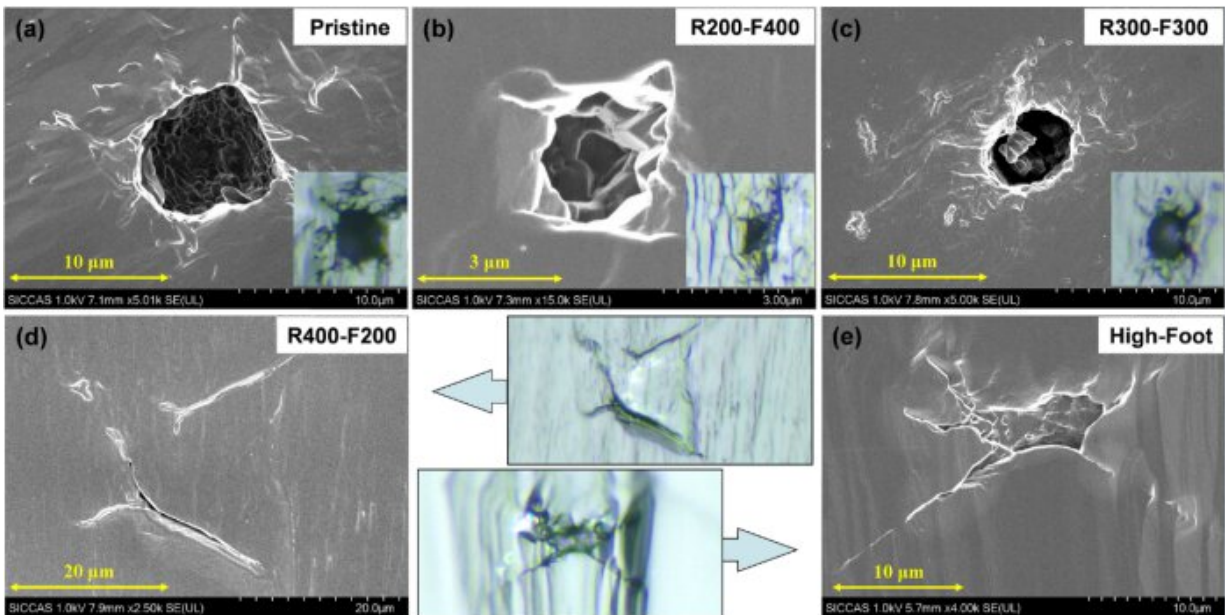 (a) Pristine
10 μm
SICCAS 1.0kV 7.1mm x5.01k SE(UL) 10.0μm
(b) R200-F400
3 μm
SICCAS 1.0kV 7.3mm x15.0k SE(UL) 3.00μm
(c) R300-F300
10 μm
SICCAS 1.0kV 7.8mm x5.00k SE(UL) 10.0μm
(d) R400-F200
20 μm
SICCAS 1.0kV 7.9mm x2.50k SE(UL) 20.0μm
(e) High-Foot
10 μm
SICCAS 1.0kV 5.7mm x4.00k SE(UL) 10.0μm